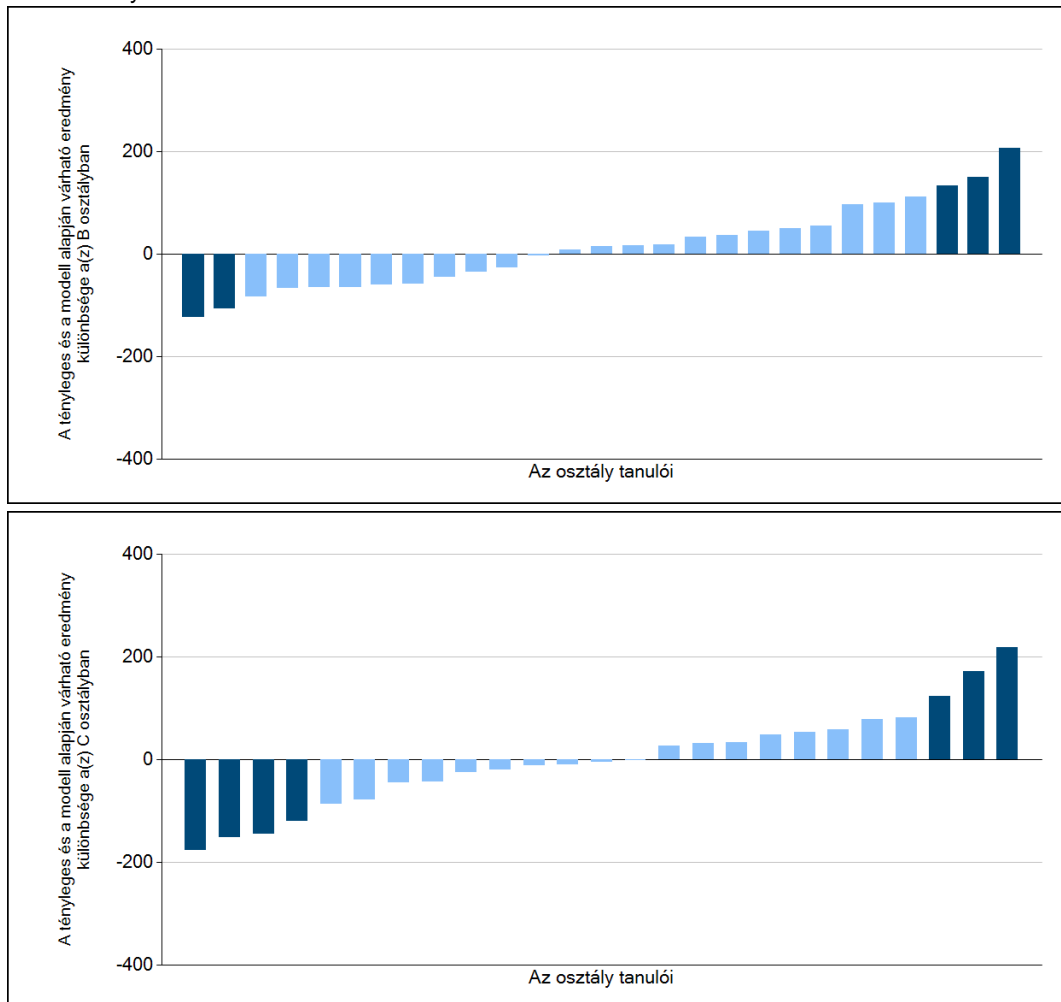 400
200
0
-200
-400
A tényleges és a modell alapján várható eredmény
különbsége a(z) B osztályban
Az osztály tanulói
400
200
0
-200
-400
A tényleges és a modell alapján várható eredmény
különbsége a(z) C osztályban
Az osztály tanulói